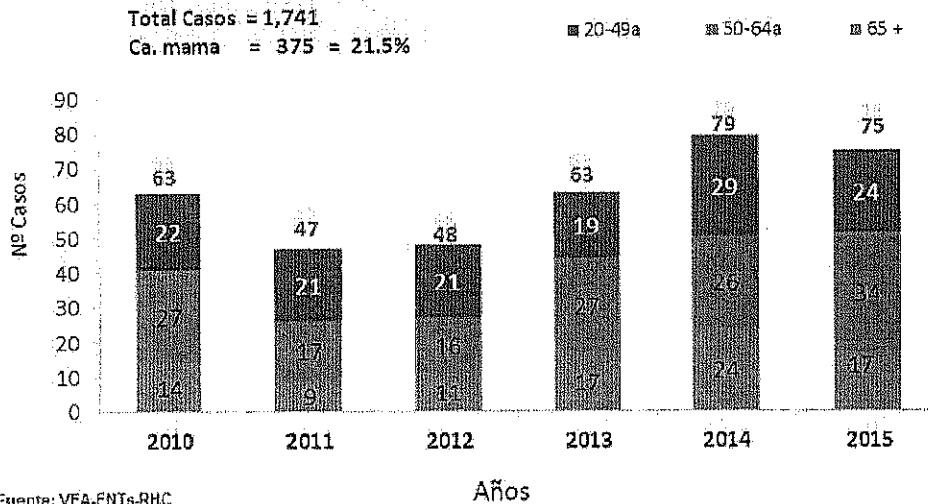 Total Casos = 1,741
Ca. mama = 375 = 21.5%
20-49a 50-64a 65 +
90
80
70
60
50
40
30
20
10
0
Nº Casos
63 47 48 63 79 75
22 21 21 19 29 24
27 17 16 27 26 34
14 9 11 17 24 17
2010 2011 2012 2013 2014 2015
Años
Fuente: VEA-ENTs-RHC